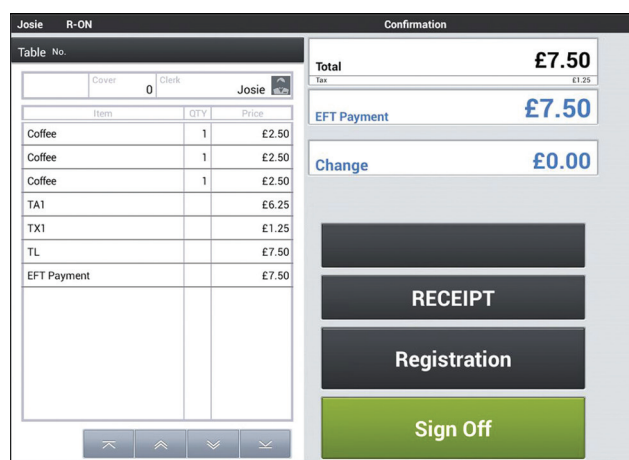 Josie R-ON Confirmation
Table No.
Cover 0 Clerk Josie
Item QTY Price
Coffee 1 £2.50
Coffee 1 £2.50
Coffee 1 £2.50
TA1 £6.25
TX1 £1.25
TL £7.50
EFT Payment £7.50
Total £7.50
Tax £1.25
EFT Payment £7.50
Change £0.00
RECEIPT
Registration
Sign Off